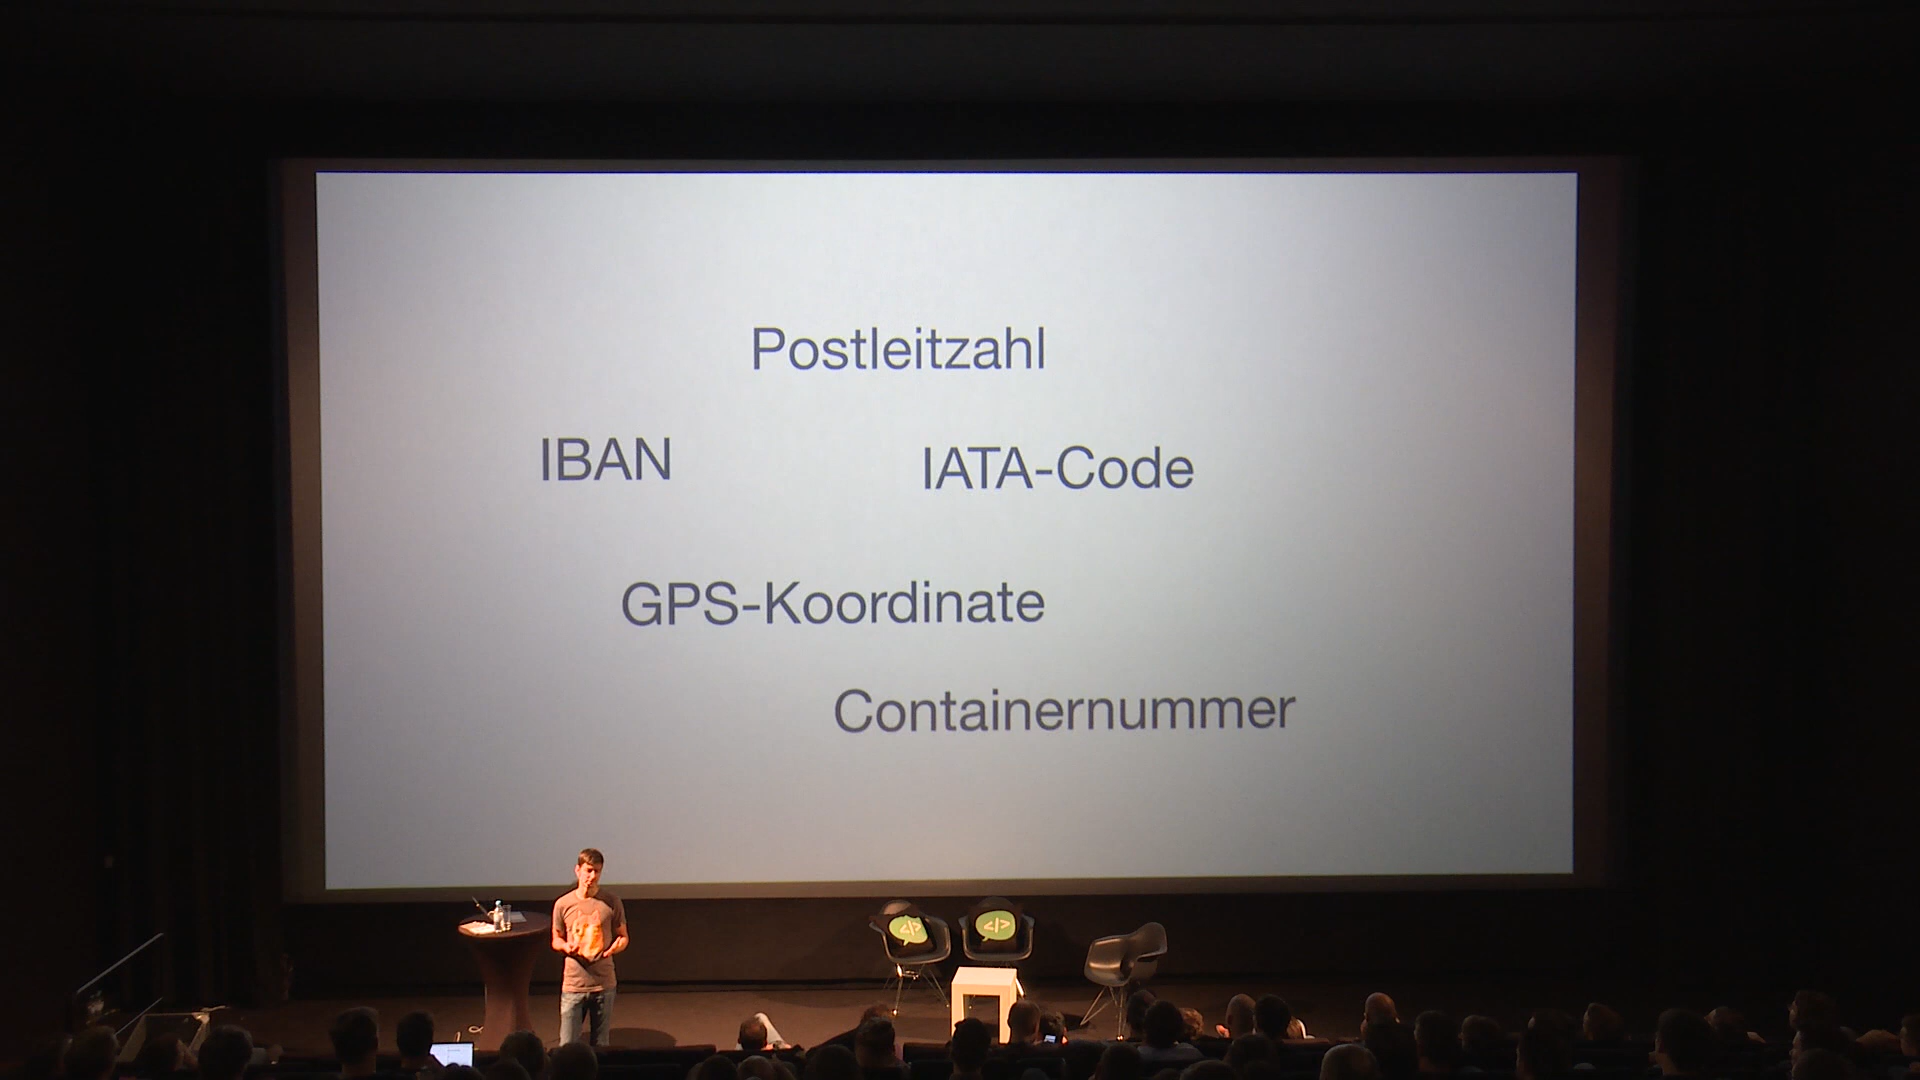 Postleitzahl
IBAN
IATA-Code
GPS-Koordinate
Containernummer
</>
</>